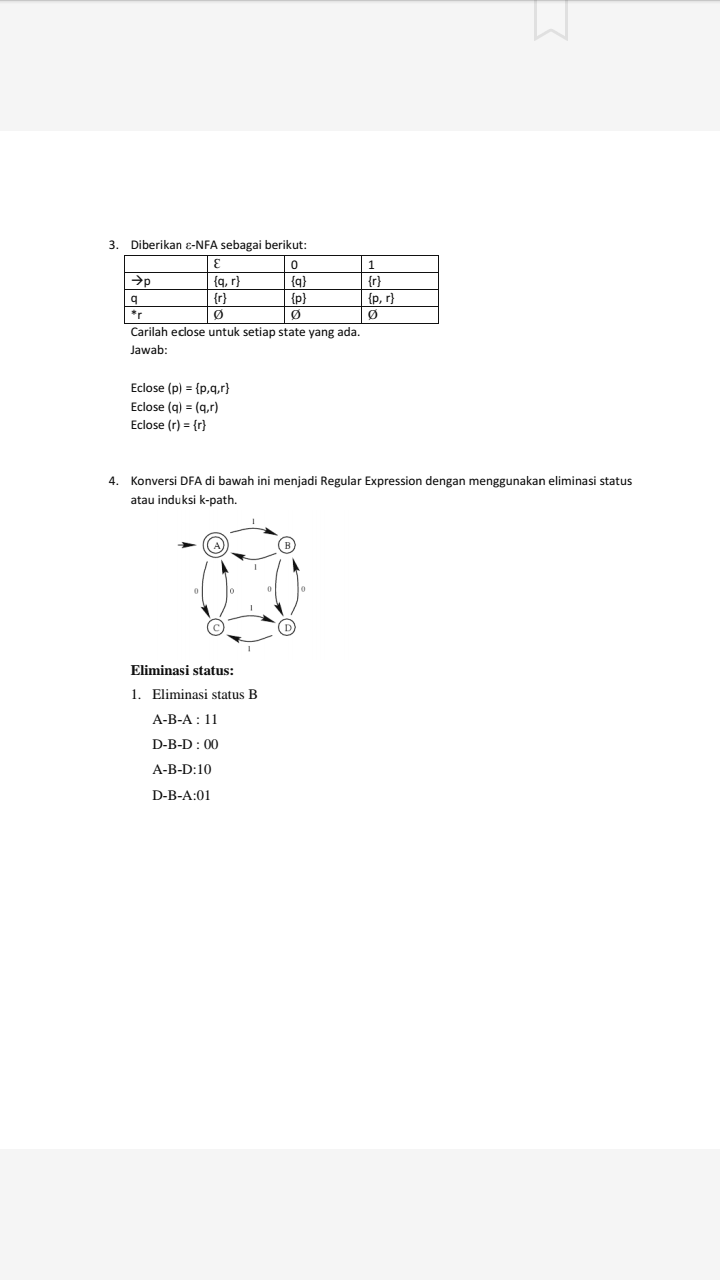 3. Diberikan ε-NFA sebagai berikut:
Ɛ 0 1
→p {q, r} {q} {r}
q {r} {p} {p, r}
*r Ø Ø Ø
Carilah eclose untuk setiap state yang ada.
Jawab:
Eclose (p) = {p,q,r}
Eclose (q) = (q,r)
Eclose (r) = {r}
4. Konversi DFA di bawah ini menjadi Regular Expression dengan menggunakan eliminasi status
atau induksi k-path.
1
A B
1
0 0 0 0
1
C D
1
Eliminasi status:
1. Eliminasi status B
A-B-A : 11
D-B-D : 00
A-B-D:10
D-B-A:01